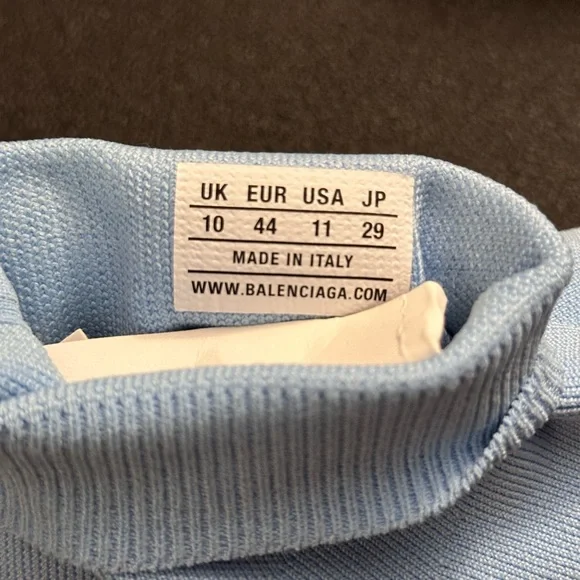 UK EUR USA JP
10 44 11 29
MADE IN ITALY
WWW.BALENCIAGA.COM